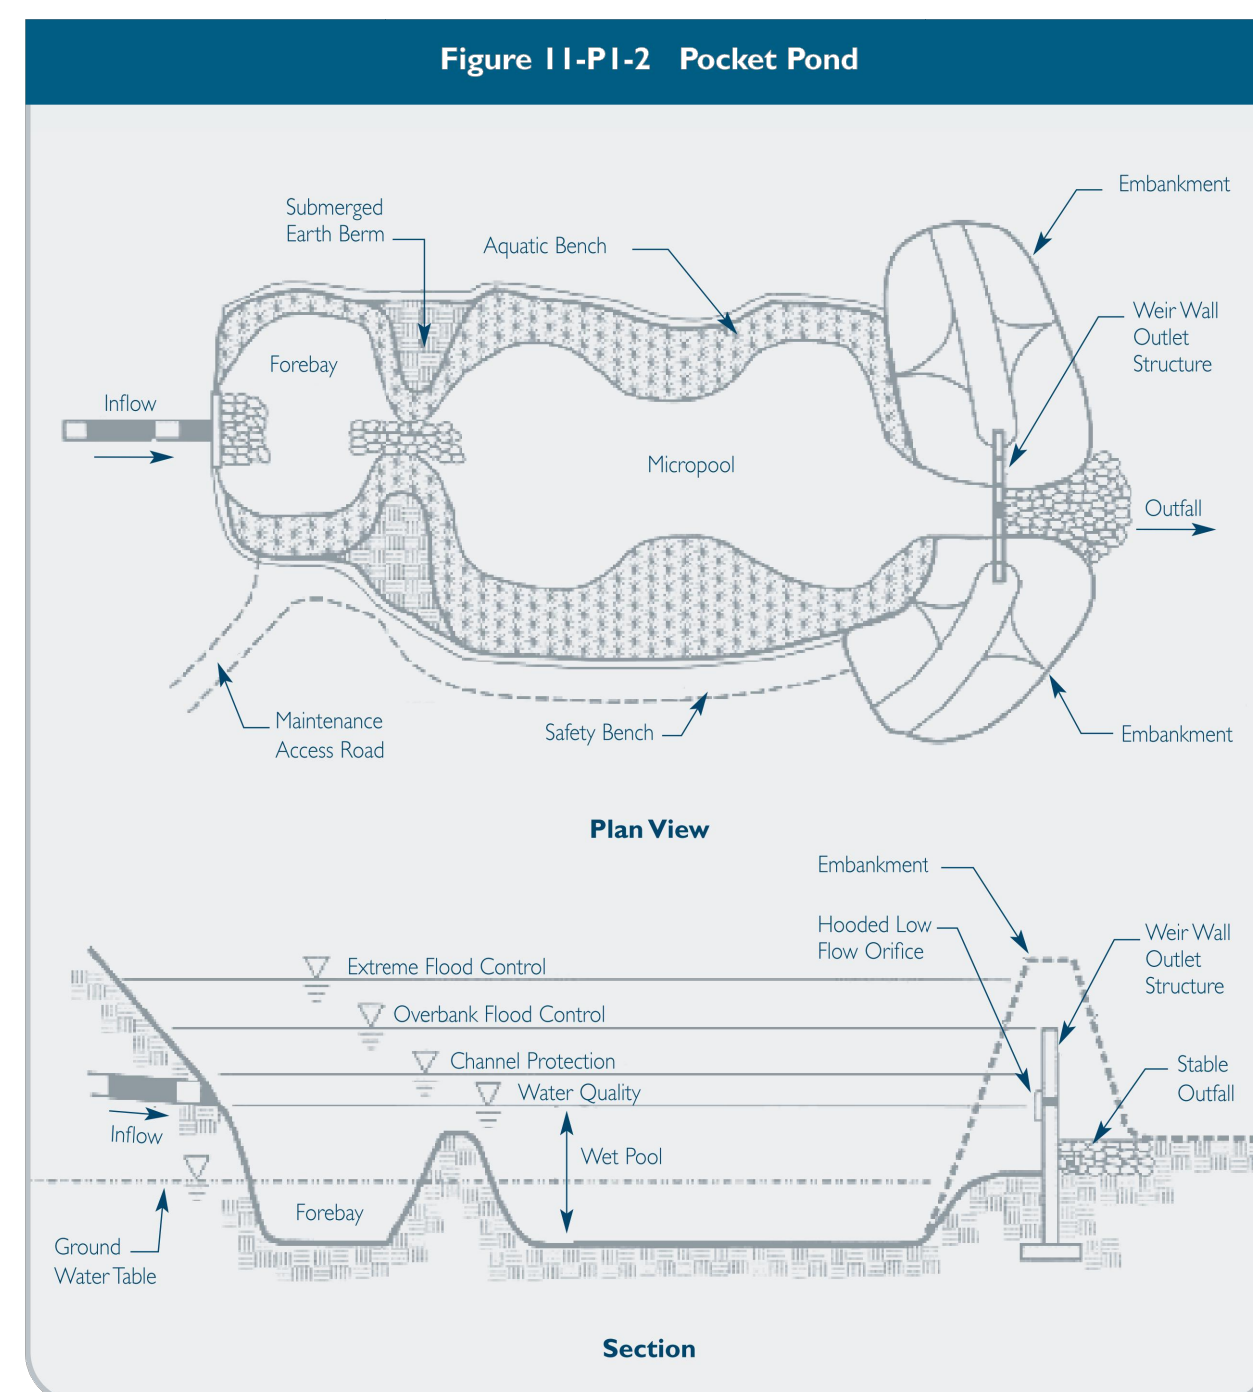 Figure 11-P1-2 Pocket Pond
Embankment
Submerged
Earth Berm
Aquatic Bench
Weir Wall
Outlet
Structure
Forebay
Inflow
Micropool
Outfall
Maintenance
Access Road
Safety Bench
Embankment
Plan View
Embankment
Hooded Low
Flow Orifice
Weir Wall
Outlet
Structure
Extreme Flood Control
Overbank Flood Control
Channel Protection
Water Quality
Stable
Outfall
Inflow
Wet Pool
Forebay
Ground
Water Table
Section